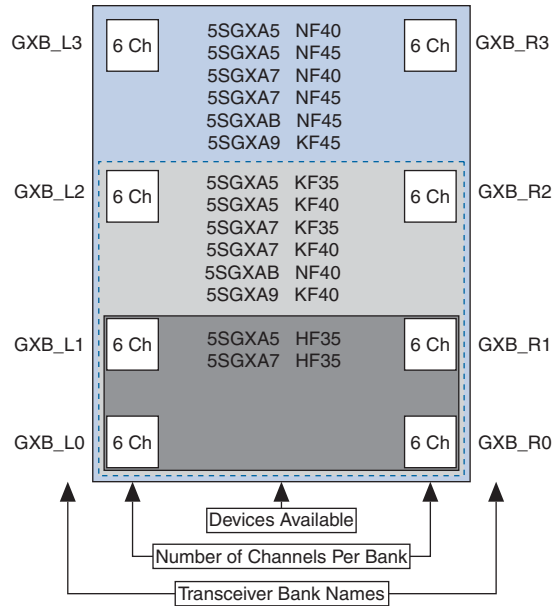 GXB_L3 6 Ch 5SGXA5 NF40 6 Ch GXB_R3
5SGXA5 NF45
5SGXA7 NF40
5SGXA7 NF45
5SGXAB NF45
5SGXA9 KF45
GXB_L2 6 Ch 5SGXA5 KF35 6 Ch GXB_R2
5SGXA5 KF40
5SGXA7 KF35
5SGXA7 KF40
5SGXAB NF40
5SGXA9 KF40
GXB_L1 6 Ch 5SGXA5 HF35 6 Ch GXB_R1
5SGXA7 HF35
GXB_L0 6 Ch 6 Ch GXB_R0
Devices Available
Number of Channels Per Bank
Transceiver Bank Names